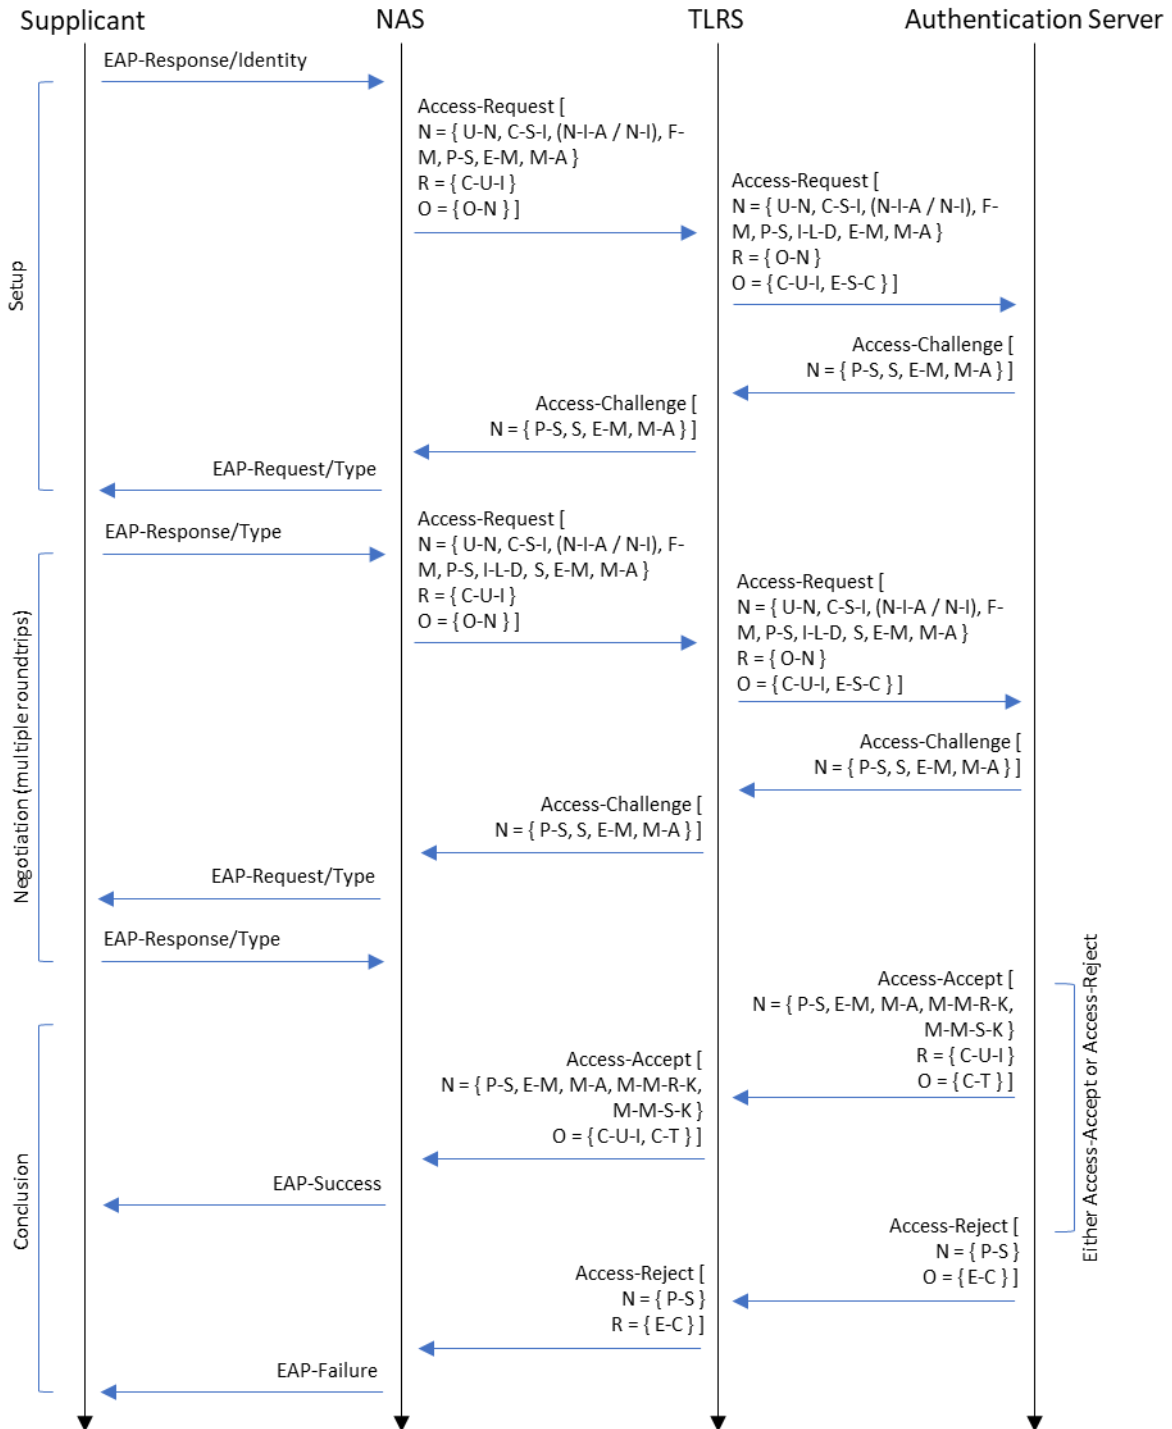 Supplicant
NAS
TLRS
Authentication Server
EAP-Response/Identity
Access-Request [
N = { U-N, C-S-I, (N-I-A / N-I), F-
M, P-S, E-M, M-A }
R = { C-U-I }
O = { O-N } ]
Access-Request [
N = { U-N, C-S-I, (N-I-A / N-I), F-
M, P-S, I-L-D, E-M, M-A }
R = { O-N }
O = { C-U-I, E-S-C } ]
Setup
Access-Challenge [
N = { P-S, S, E-M, M-A } ]
Access-Challenge [
N = { P-S, S, E-M, M-A } ]
EAP-Request/Type
EAP-Response/Type
Access-Request [
N = { U-N, C-S-I, (N-I-A / N-I), F-
M, P-S, I-L-D, S, E-M, M-A }
R = { C-U-I }
O = { O-N } ]
Access-Request [
N = { U-N, C-S-I, (N-I-A / N-I), F-
M, P-S, I-L-D, S, E-M, M-A }
R = { O-N }
O = { C-U-I, E-S-C } ]
Negotiation (multiple roundtrips)
Access-Challenge [
N = { P-S, S, E-M, M-A } ]
Access-Challenge [
N = { P-S, S, E-M, M-A } ]
EAP-Request/Type
EAP-Response/Type
Access-Accept [
N = { P-S, E-M, M-A, M-M-R-K,
M-M-S-K }
R = { C-U-I }
O = { C-T } ]
Either Access-Accept or Access-Reject
Access-Accept [
N = { P-S, E-M, M-A, M-M-R-K,
M-M-S-K }
O = { C-U-I, C-T } ]
Conclusion
EAP-Success
Access-Reject [
N = { P-S }
O = { E-C } ]
Access-Reject [
N = { P-S }
R = { E-C } ]
EAP-Failure